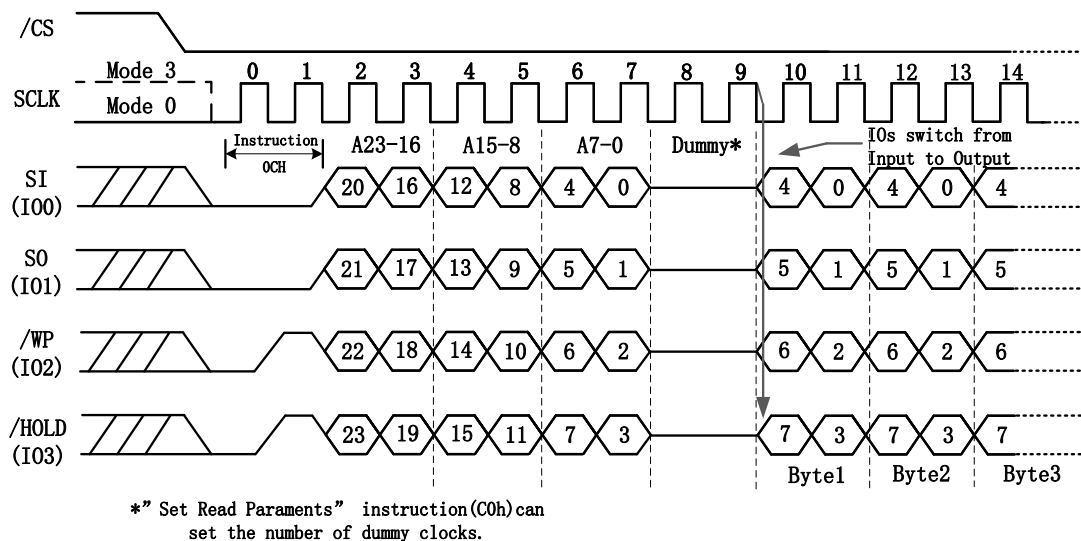 /CS
Mode 3
0 1 2 3 4 5 6 7 8 9 10 11 12 13 14
SCLK
Mode 0
Instruction
0CH
A23-16 A15-8 A7-0 Dummy*
IOs switch from
Input to Output
SI
(IO0)
20 16 12 8 4 0 4 0 4 0 4
SO
(IO1)
21 17 13 9 5 1 5 1 5 1 5
/WP
(IO2)
22 18 14 10 6 2 6 2 6 2 6
/HOLD
(IO3)
23 19 15 11 7 3 7 3 7 3 7
Byte1 Byte2 Byte3
*” Set Read Paraments” instruction(C0h)can
set the number of dummy clocks.